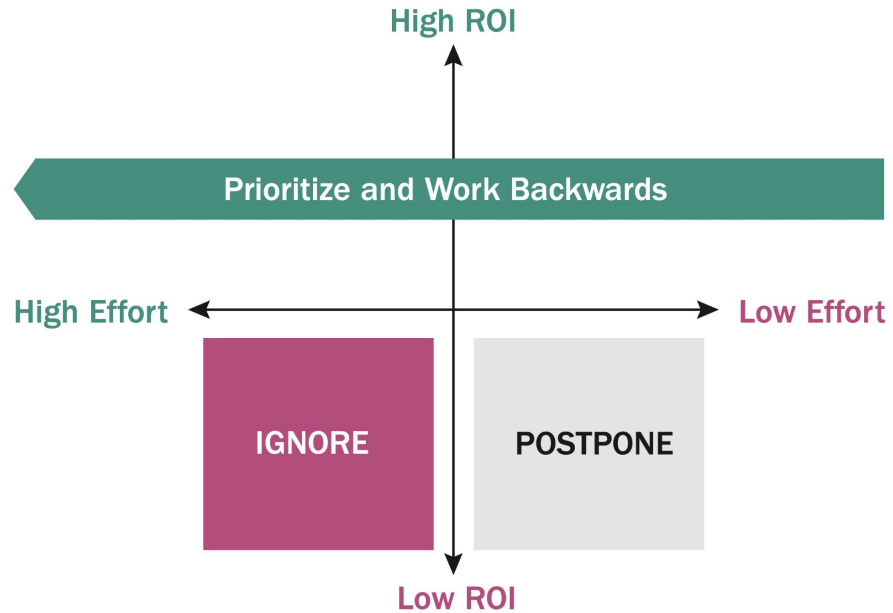 High ROI
Prioritize and Work Backwards
High Effort
Low Effort
IGNORE
POSTPONE
Low ROI